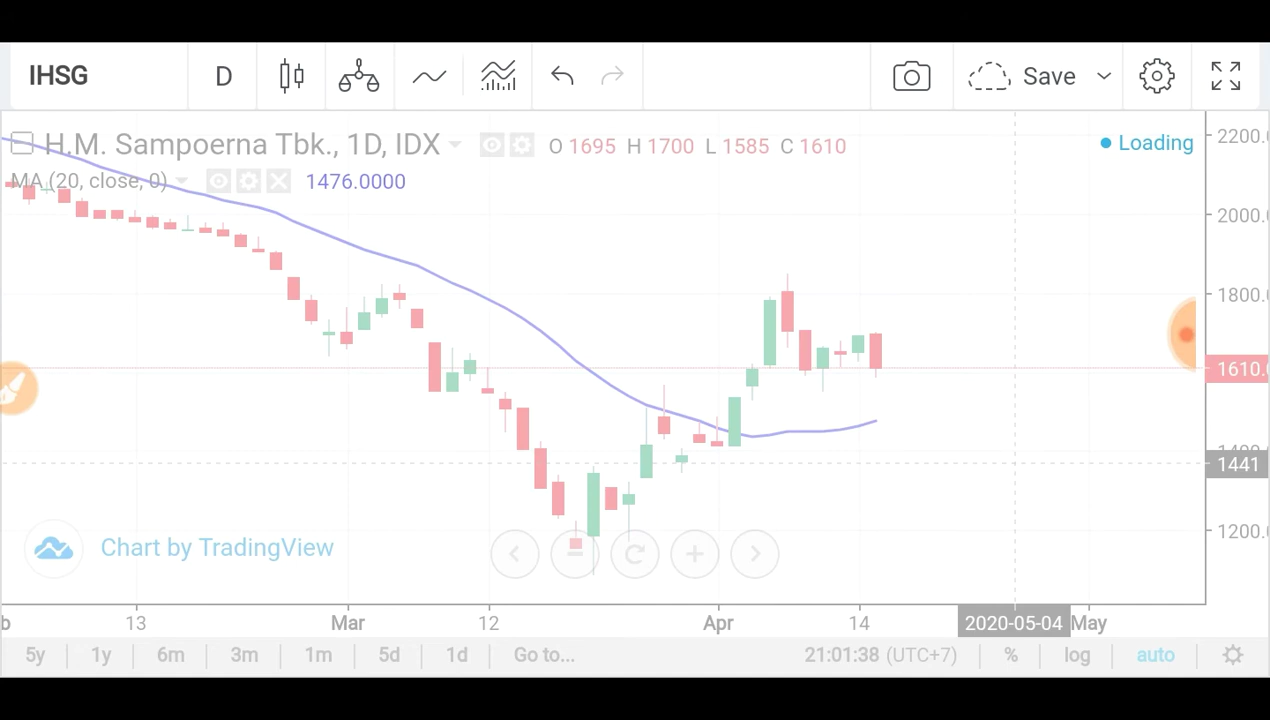 IHSG D Save
H.M. Sampoerna Tbk., 1D, IDX O 1695 H 1700 L 1585 C 1610 Loading
MA (20, close, 0) 1476.0000
2200.
2000.
1800.
1610.
1441
1200.
Chart by TradingView
b 13 Mar 12 Apr 14 2020-05-04 May
5y 1y 6m 3m 1m 5d 1d Go to... 21:01:38 (UTC+7) % log auto